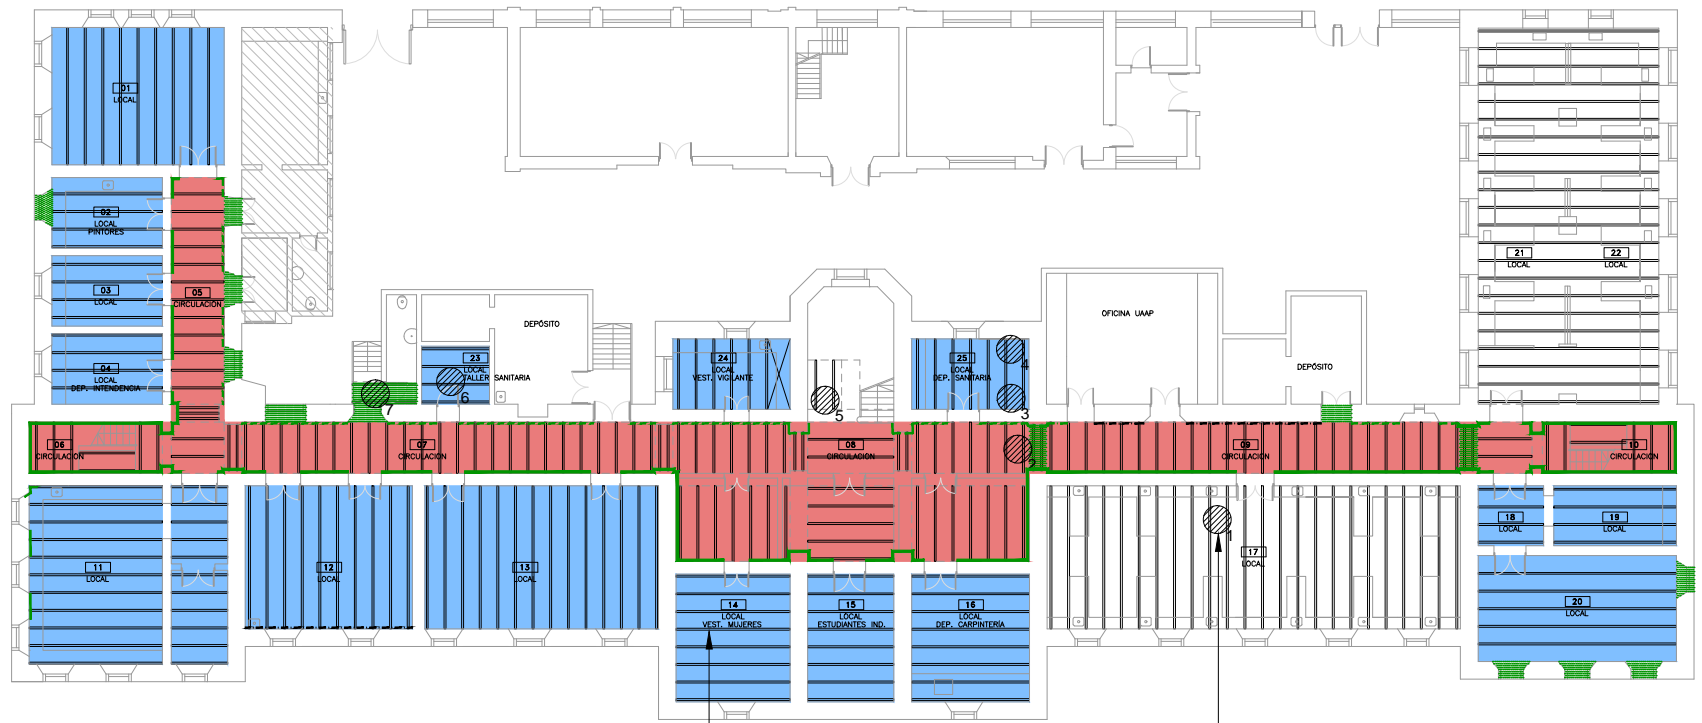 01
LOCAL
02
LOCAL
PINTORES
03
LOCAL
04
LOCAL
DEP. INTENDENCIA
05
CIRCULACIÓN
DEPÓSITO
23
LOCAL
TALLER SANITARIA
6
7
24
LOCAL
VEST. VIGILANTE
5
25
LOCAL
DEP. SANITARIA
4
3
OFICINA UAAP
DEPÓSITO
21
LOCAL
22
LOCAL
06
CIRCULACIÓN
07
CIRCULACIÓN
08
CIRCULACIÓN
2
09
CIRCULACIÓN
10
CIRCULACIÓN
11
LOCAL
12
LOCAL
13
LOCAL
14
LOCAL
VEST. MUJERES
15
LOCAL
ESTUDIANTES IND.
16
LOCAL
DEP. CARPINTERÍA
1
17
LOCAL
18
LOCAL
19
LOCAL
20
LOCAL